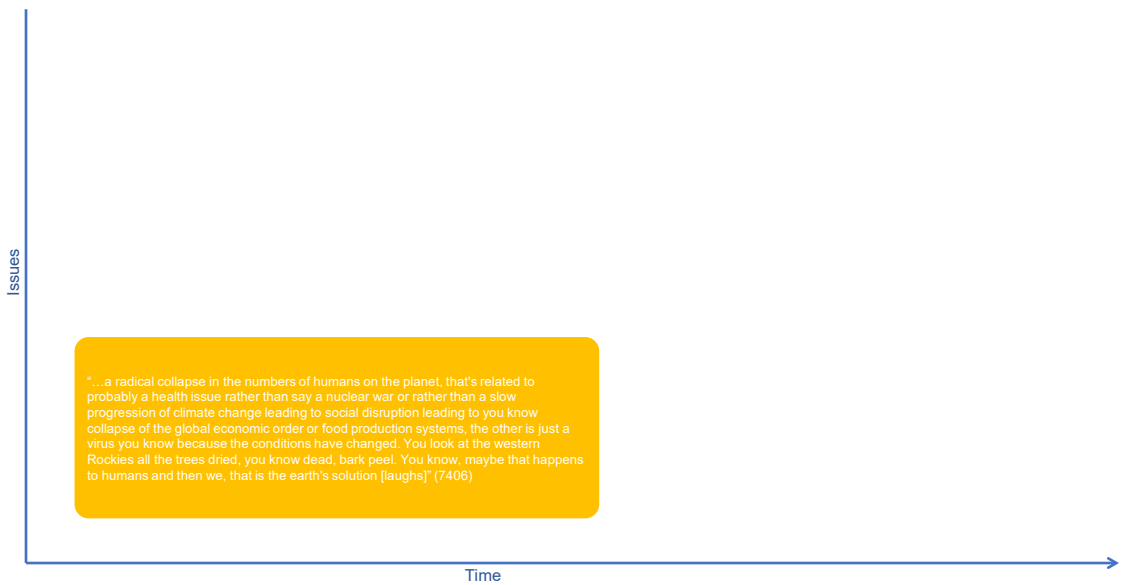 Issues
“…a radical collapse in the numbers of humans on the planet, that's related to
probably a health issue rather than say a nuclear war or rather than a slow
progression of climate change leading to social disruption leading to you know
collapse of the global economic order or food production systems, the other is just a
virus you know because the conditions have changed. You look at the western
Rockies all the trees dried, you know dead, bark peel. You know, maybe that happens
to humans and then we, that is the earth's solution [laughs]” (7406)
Time